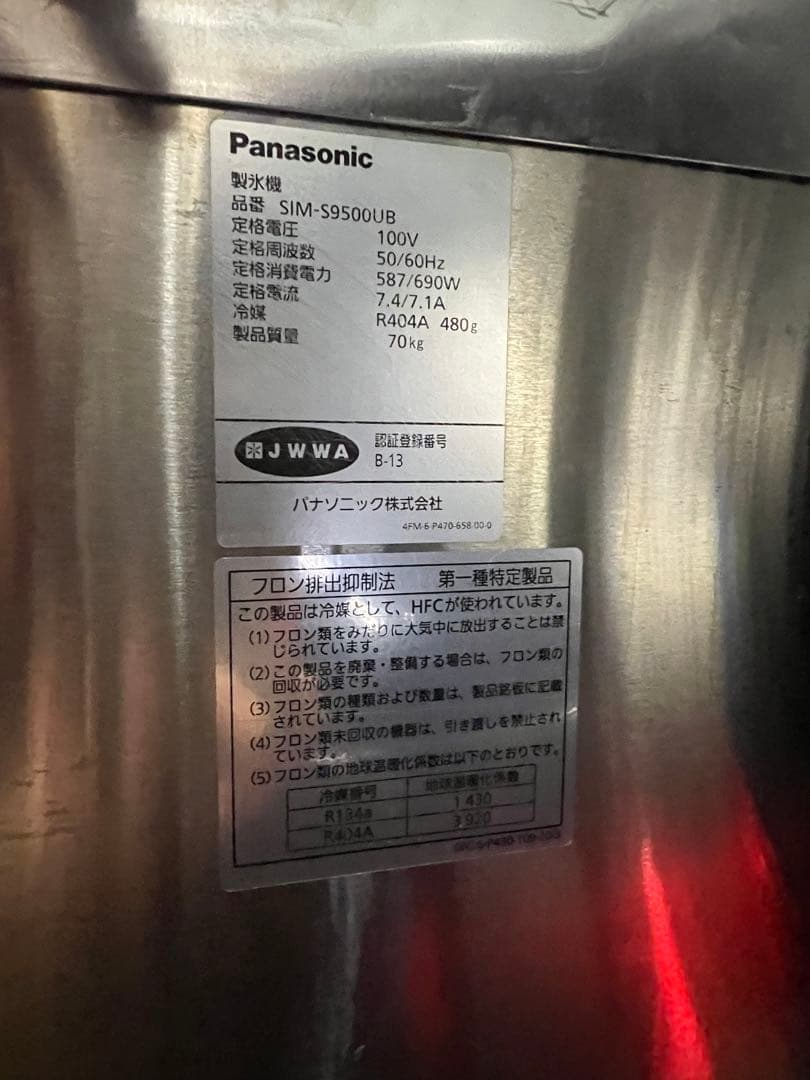 Panasonic
製氷機
品番 SIM-S9500UB
定格電圧 100V
定格周波数 50/60Hz
定格消費電力 587/690W
定格電流 7.4/7.1A
冷媒 R404A 480g
製品質量 70kg
JWWA 認証登録番号
B-13
パナソニック株式会社
4FM-6-P470-658-00-0
フロン排出抑制法 第一種特定製品
この製品は冷媒として、HFCが使われています。
(1)フロン類をみだりに大気中に放出することは禁
じられています。
(2)この製品を廃棄・整備する場合は、フロン類の
回収が必要です。
(3)フロン類の種類および数量は、製品銘板に記載
されています。
(4)フロン類未回収の機器は、引き渡しを禁止され
ています。
(5)フロン類の地球温暖化係数は以下のとおりです。
冷媒番号 地球温暖化係数
R134a 1 430
R404A 3 920